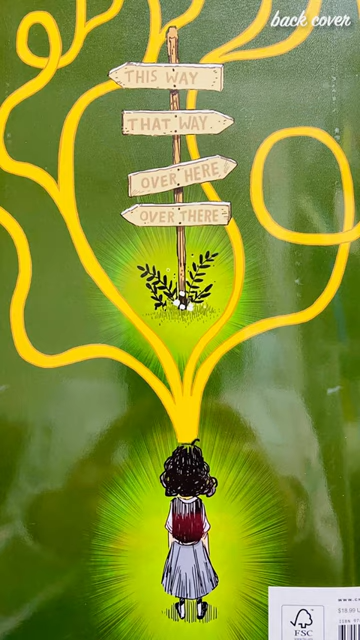 back cover
THIS WAY
THAT WAY
OVER HERE
OVER THERE
FSC